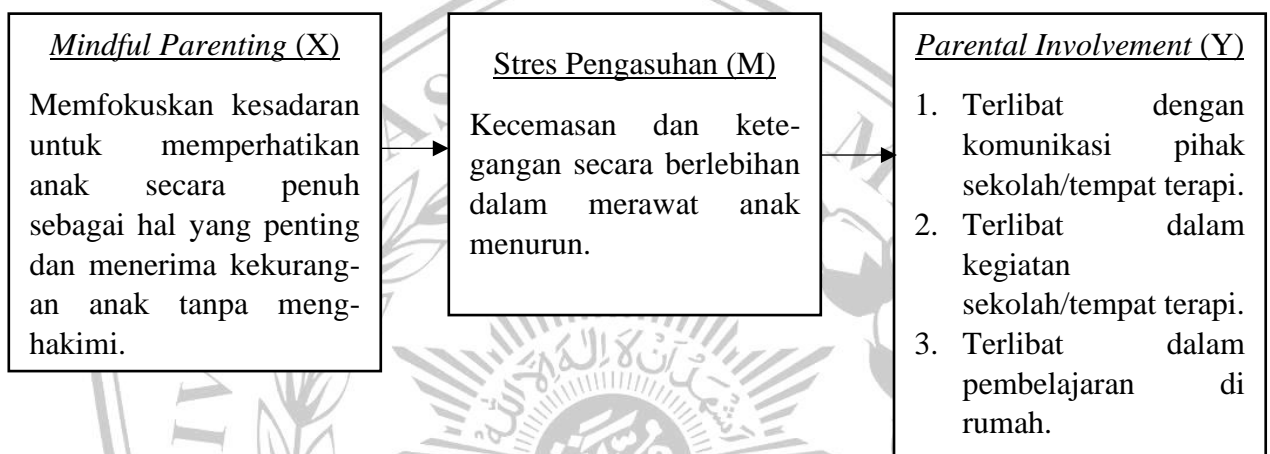 Mindful Parenting (X)
Memfokuskan kesadaran
untuk memperhatikan
anak secara penuh
sebagai hal yang penting
dan menerima kekurang-
an anak tanpa meng-
hakimi.
Stres Pengasuhan (M)
Kecemasan dan kete-
gangan secara berlebihan
dalam merawat anak
menurun.
Parental Involvement (Y)
1. Terlibat dengan
komunikasi pihak
sekolah/tempat terapi.
2. Terlibat dalam
kegiatan
sekolah/tempat terapi.
3. Terlibat dalam
pembelajaran di
rumah.